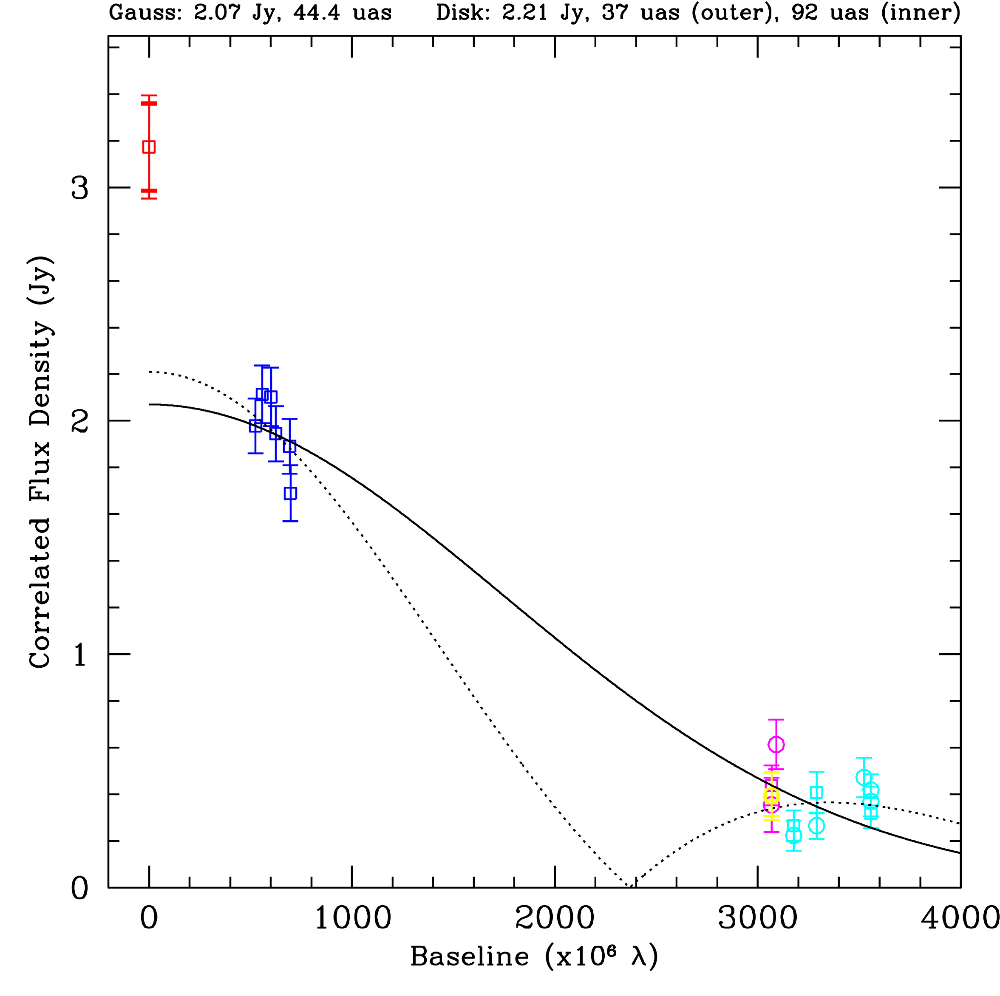 Gauss: 2.07 Jy, 44.4 uas Disk: 2.21 Jy, 37 uas (outer), 92 uas (inner)
3
2
1
0
Correlated Flux Density (Jy)
0 1000 2000 3000 4000
Baseline (x10⁶ λ)